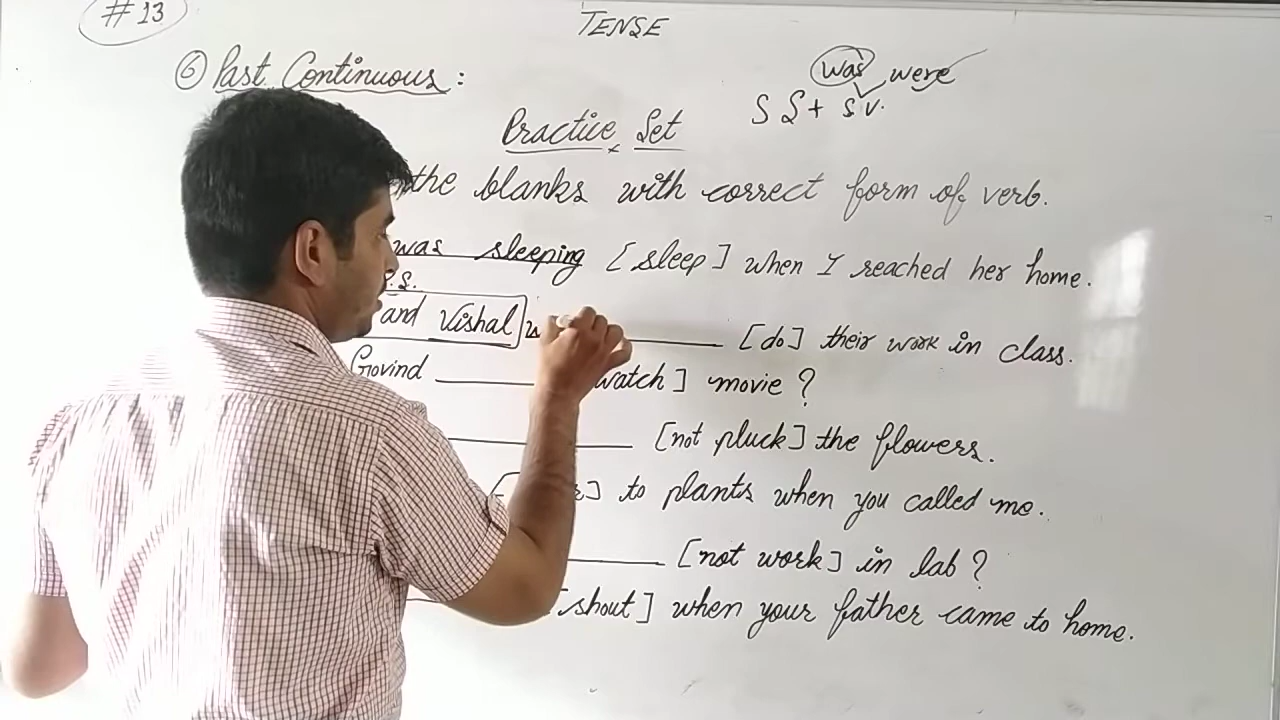 #13
TENSE
⑥ Past Continuous:
was were
S S + S V.
Practice Set
the blanks with correct form of verb.
was sleeping [sleep] when I reached her home.
P.S.
and Vishal w [do] their work in class.
Govind watch] movie?
[not pluck] the flowers.
] to plants when you called me.
[not work] in lab?
[shout] when your father came to home.